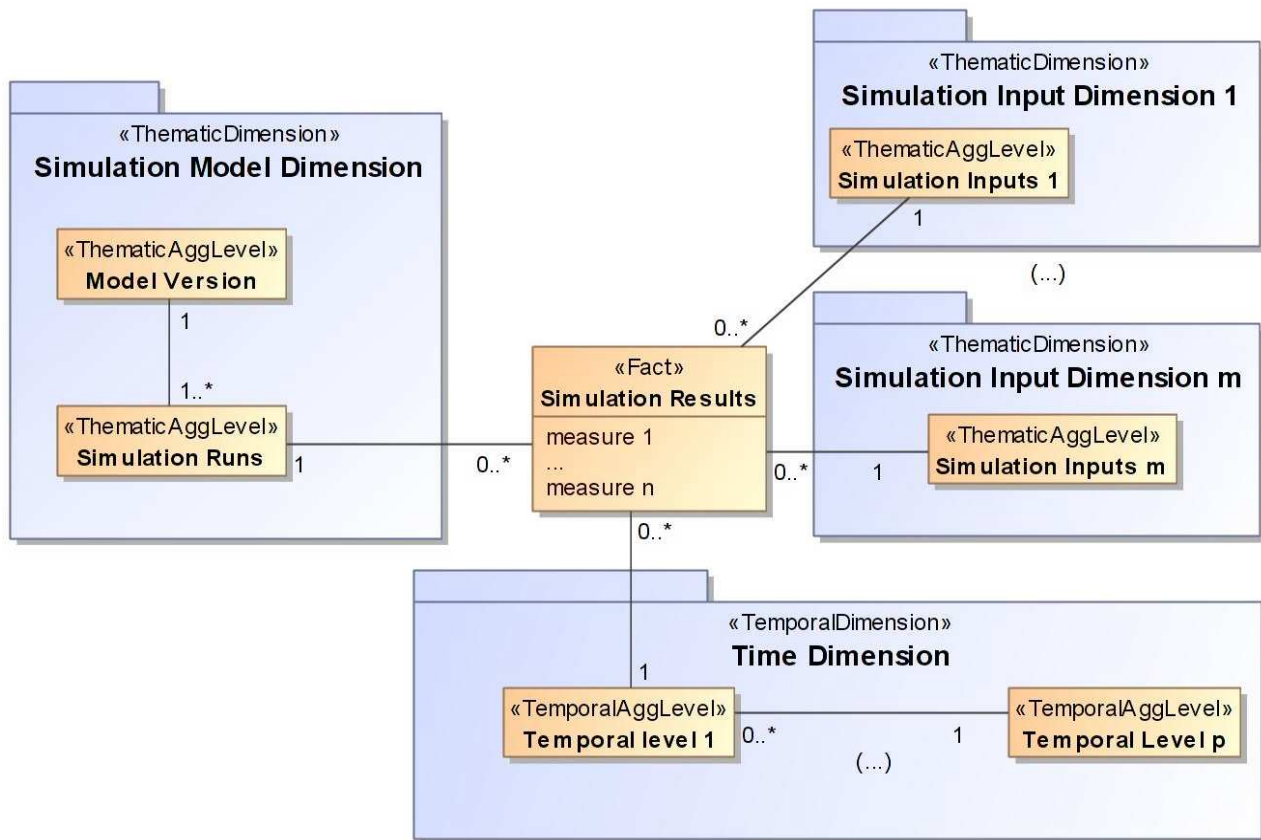 «ThematicDimension»
Simulation Model Dimension
«ThematicAggLevel»
Model Version
1
1..*
«ThematicAggLevel»
Simulation Runs
1
0..*
«Fact»
Simulation Results
measure 1
...
measure n
0..*
0..*
1
0..*
«ThematicDimension»
Simulation Input Dimension 1
«ThematicAggLevel»
Simulation Inputs 1
1
(...)
«ThematicDimension»
Simulation Input Dimension m
«ThematicAggLevel»
Simulation Inputs m
«TemporalDimension»
Time Dimension
1
«TemporalAggLevel»
Temporal level 1
0..*
(...)
1
«TemporalAggLevel»
Temporal Level p